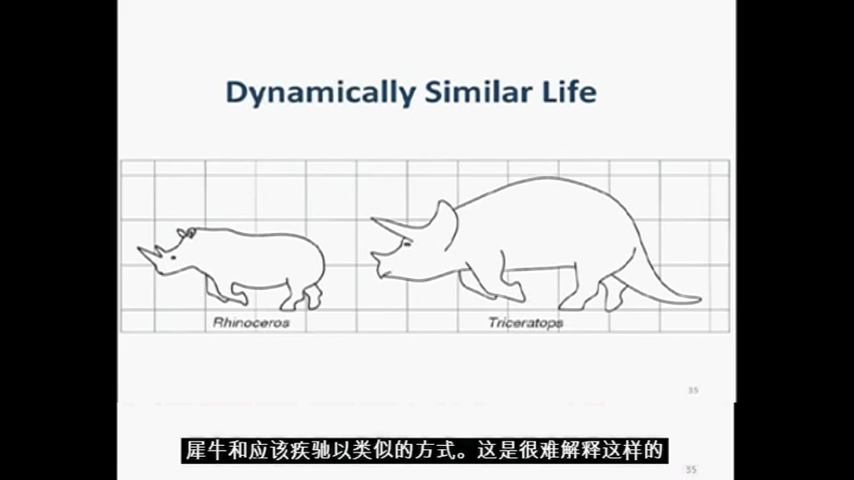 Dynamically Similar Life
Rhinoceros
Triceratops
35
犀牛和应该疾驰以类似的方式。这是很难解释这样的
35